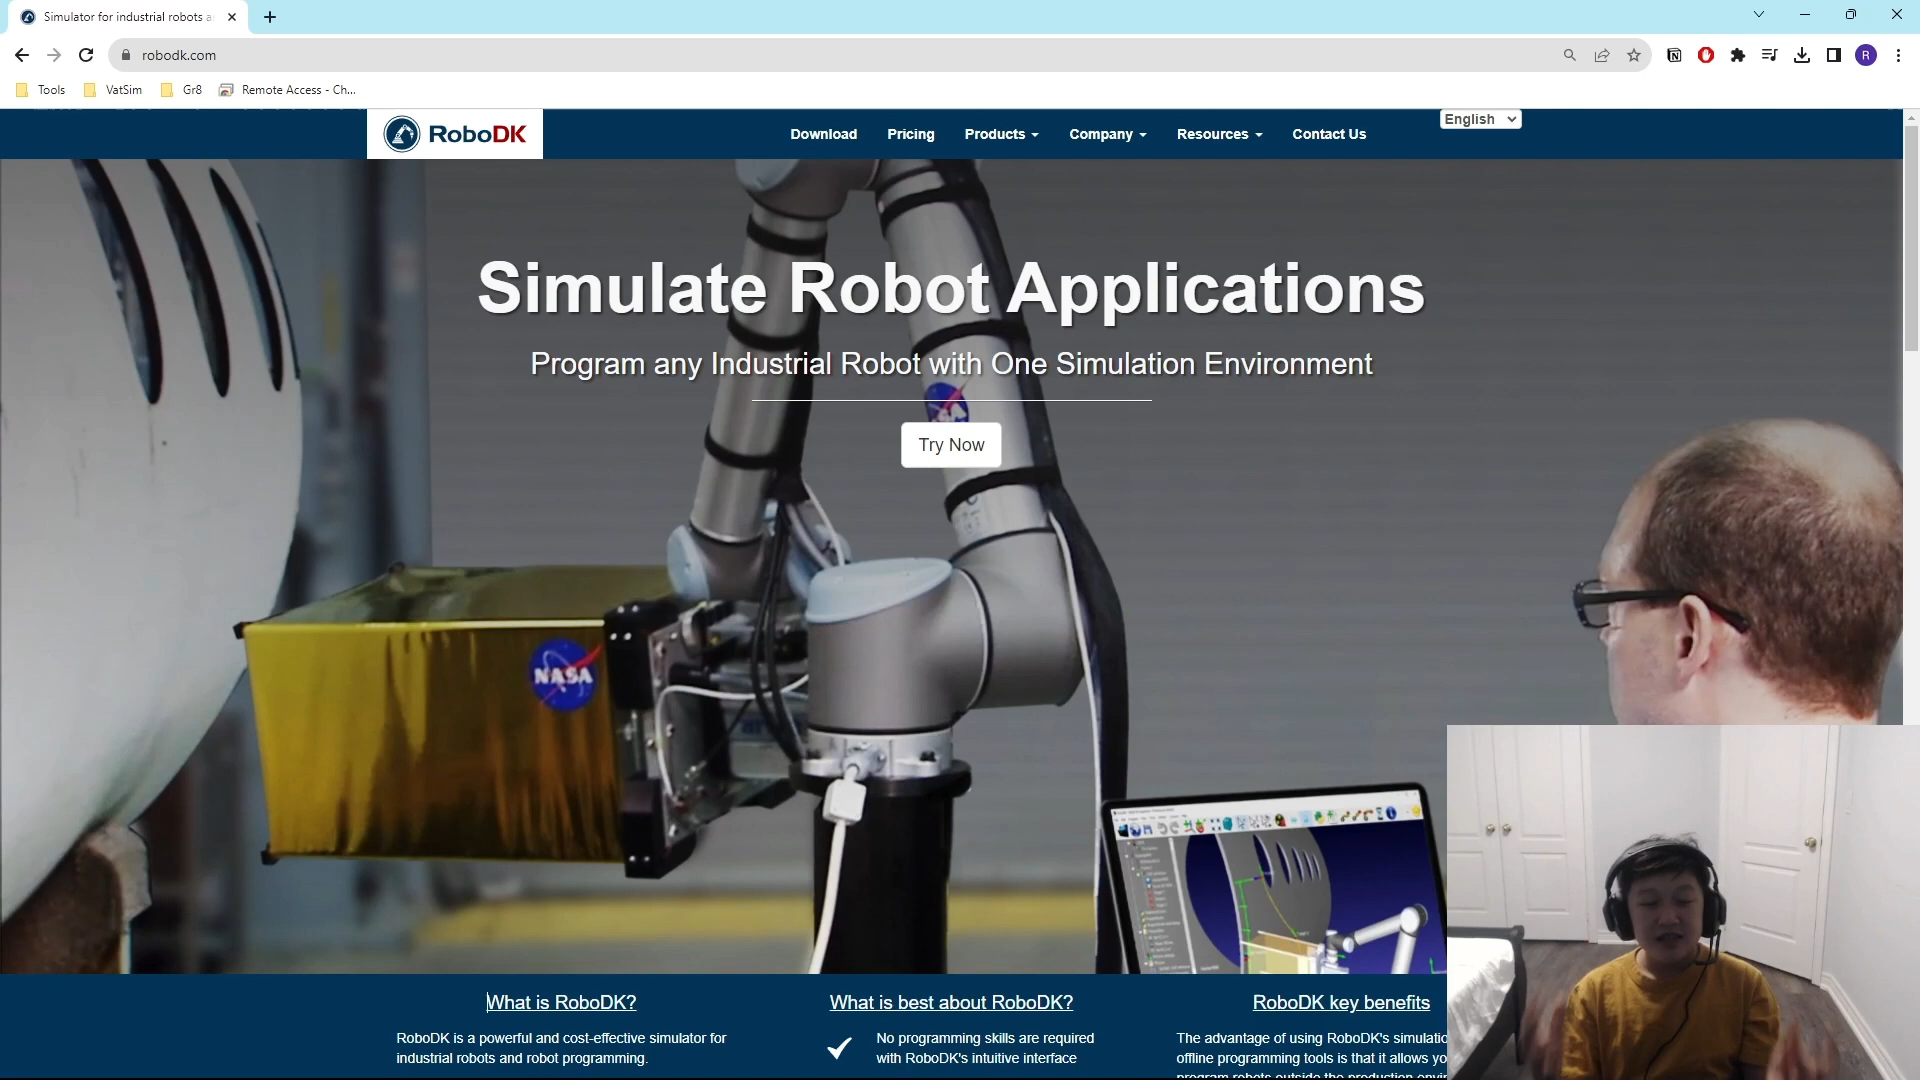 Simulator for industrial robots a
robodk.com
Tools
VatSim
Gr8
Remote Access - Ch...
R
RoboDK
Download
Pricing
Products
Company
Resources
Contact Us
English
Simulate Robot Applications
Program any Industrial Robot with One Simulation Environment
Try Now
NASA
What is RoboDK?
RoboDK is a powerful and cost-effective simulator for
industrial robots and robot programming.
What is best about RoboDK?
No programming skills are required
with RoboDK's intuitive interface
RoboDK key benefits
The advantage of using RoboDK's simulatio
offline programming tools is that it allows yo
program robots outside the production envir